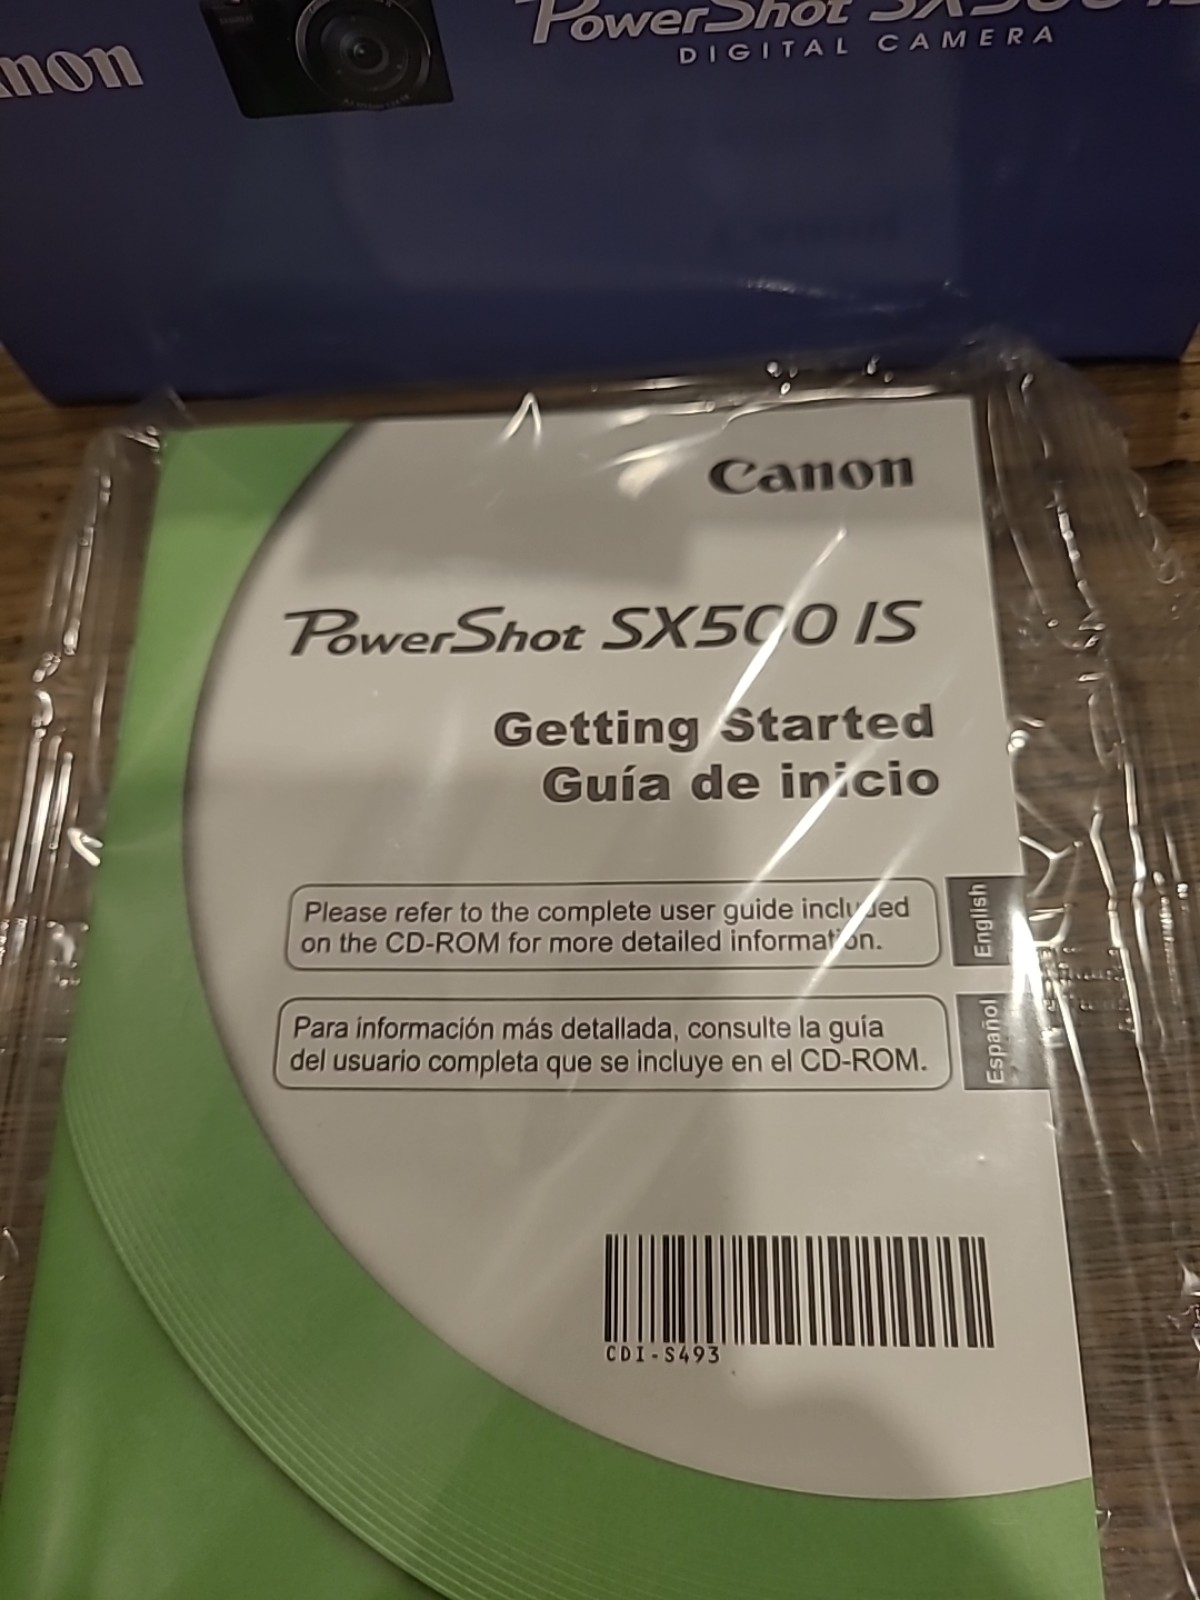 PowerShot SX500 IS
DIGITAL CAMERA
Canon
PowerShot SX500 IS
Getting Started
Guía de inicio
Please refer to the complete user guide included
on the CD-ROM for more detailed information.
English
Para información más detallada, consulte la guía
del usuario completa que se incluye en el CD-ROM.
Español
CDI-S493